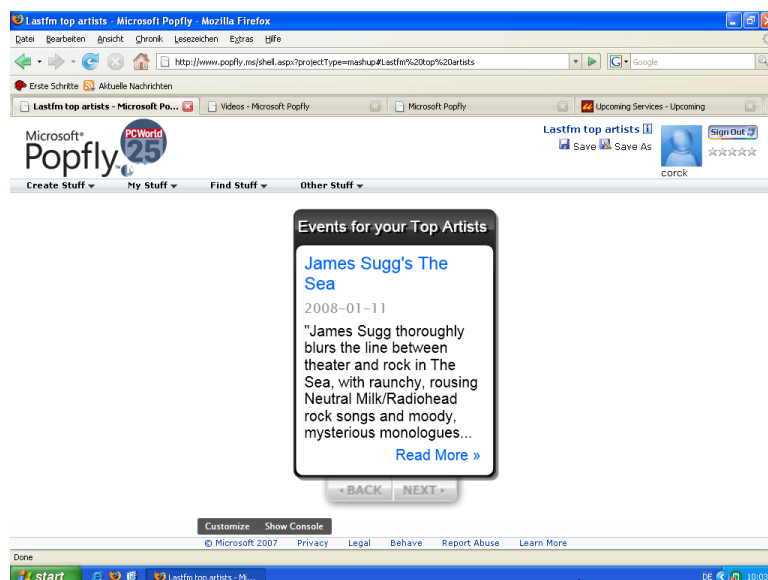 Lastfm top artists - Microsoft Popfly - Mozilla Firefox
Datei Bearbeiten Ansicht Chronik Lesezeichen Extras Hilfe
http://www.popfly.ms/shell.aspx?projectType=mashup#Lastfm%20top%20artists
G Google
Erste Schritte Aktuelle Nachrichten
Lastfm top artists - Microsoft Po... Videos - Microsoft Popfly Microsoft Popfly Upcoming Services - Upcoming
Microsoft® Popfly PCWorld 25
Lastfm top artists Sign Out
Save Save As
corck
Create Stuff My Stuff Find Stuff Other Stuff
Events for your Top Artists
James Sugg's The
Sea
2008-01-11
"James Sugg thoroughly
blurs the line between
theater and rock in The
Sea, with raunchy, rousing
Neutral Milk/Radiohead
rock songs and moody,
mysterious monologues...
Read More »
BACK NEXT
Customize Show Console
© Microsoft 2007 Privacy Legal Behave Report Abuse Learn More
Done
start Lastfm top artists - Mi... DE 10:03